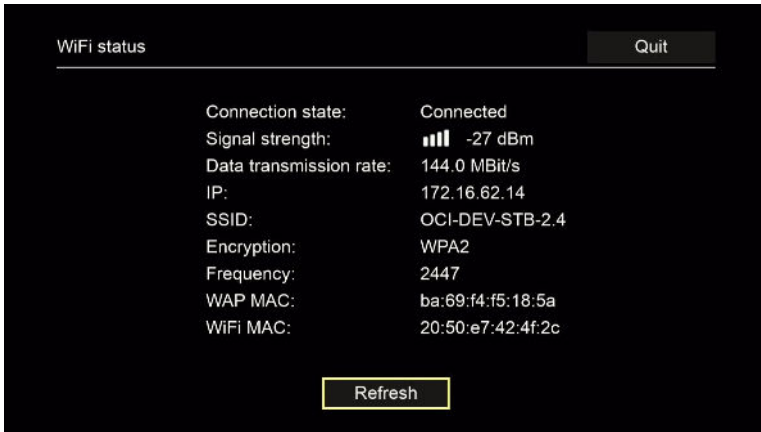 WiFi status
Quit
Connection state: Connected
Signal strength: -27 dBm
Data transmission rate: 144.0 MBit/s
IP: 172.16.62.14
SSID: OCI-DEV-STB-2.4
Encryption: WPA2
Frequency: 2447
WAP MAC: ba:69:f4:f5:18:5a
WiFi MAC: 20:50:e7:42:4f:2c
Refresh